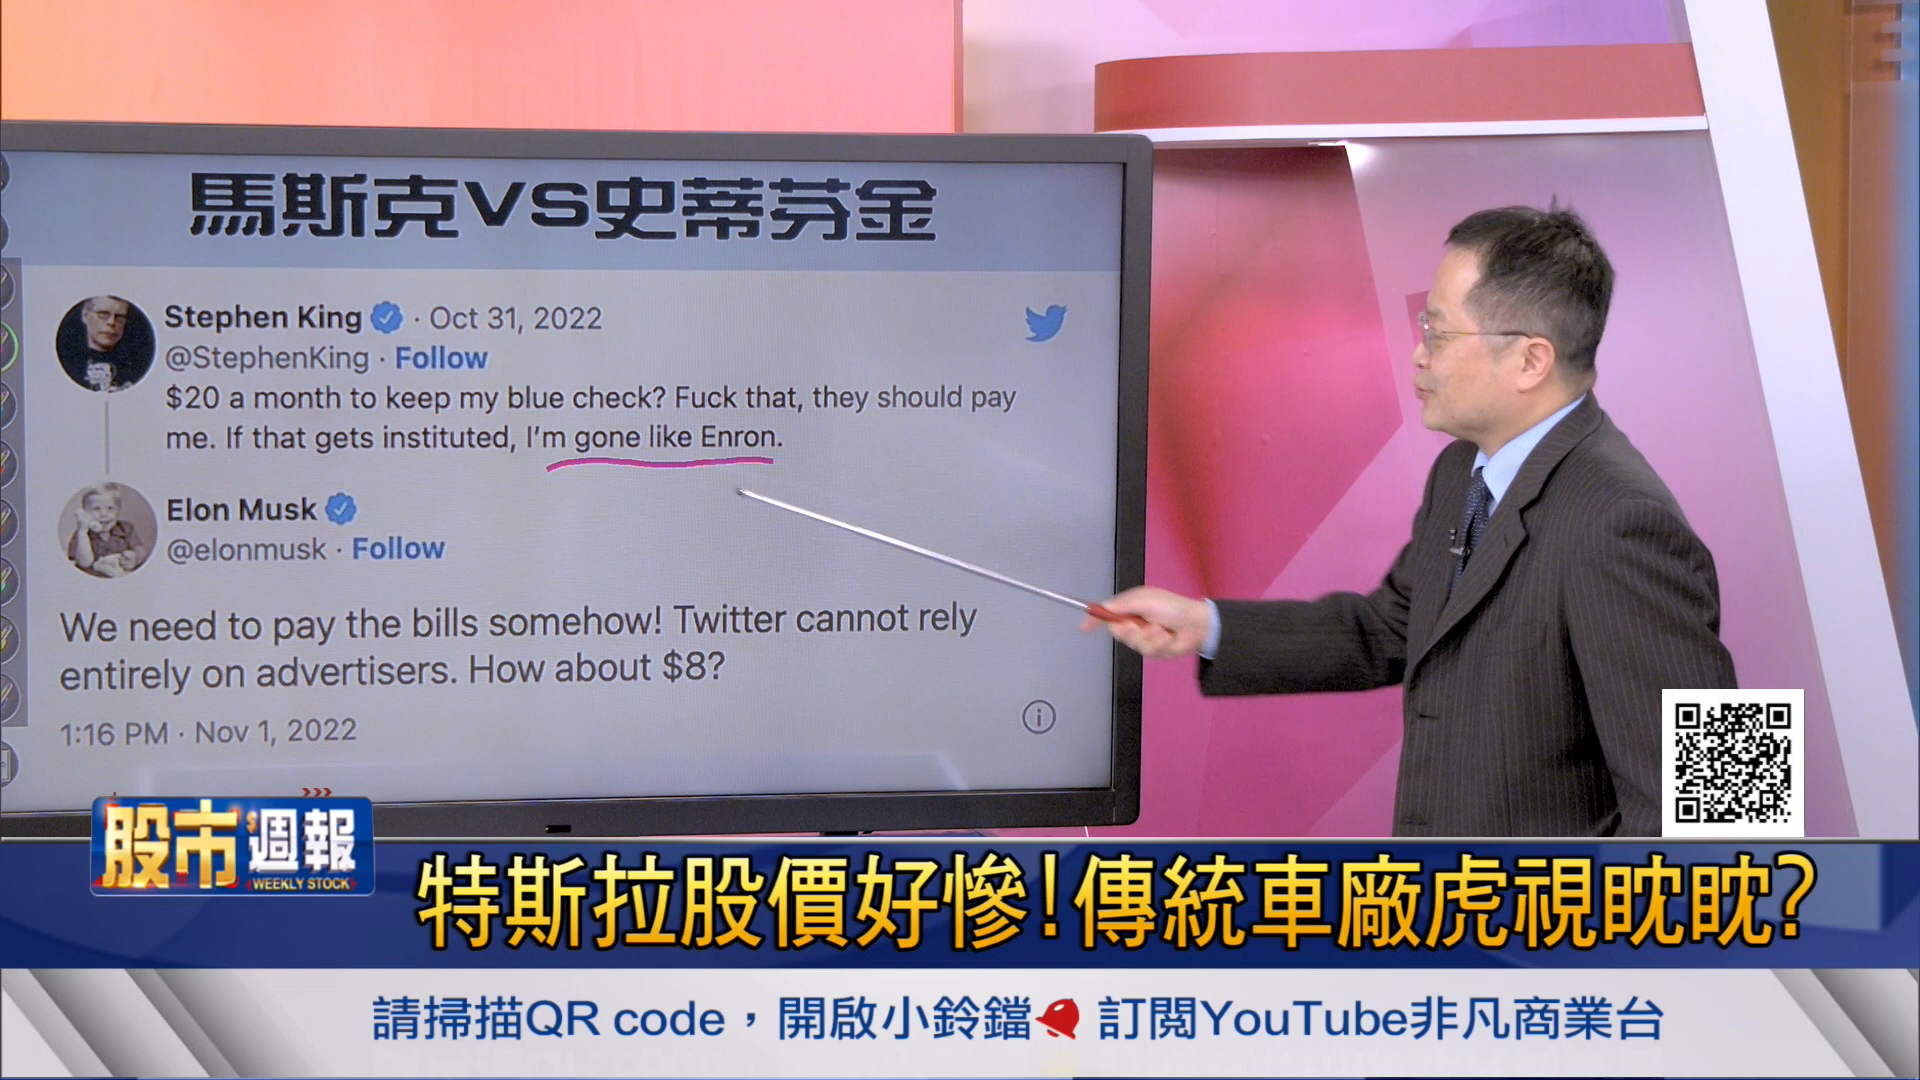 馬斯克VS史蒂芬金
Stephen King · Oct 31, 2022
@StephenKing · Follow
$20 a month to keep my blue check? Fuck that, they should pay
me. If that gets instituted, I'm gone like Enron.
Elon Musk
@elonmusk · Follow
We need to pay the bills somehow! Twitter cannot rely
entirely on advertisers. How about $8?
1:16 PM · Nov 1, 2022
股市週報
WEEKLY STOCK
特斯拉股價好慘!傳統車廠虎視眈眈?
請掃描QR code，開啟小鈴鐺 訂閱YouTube非凡商業台